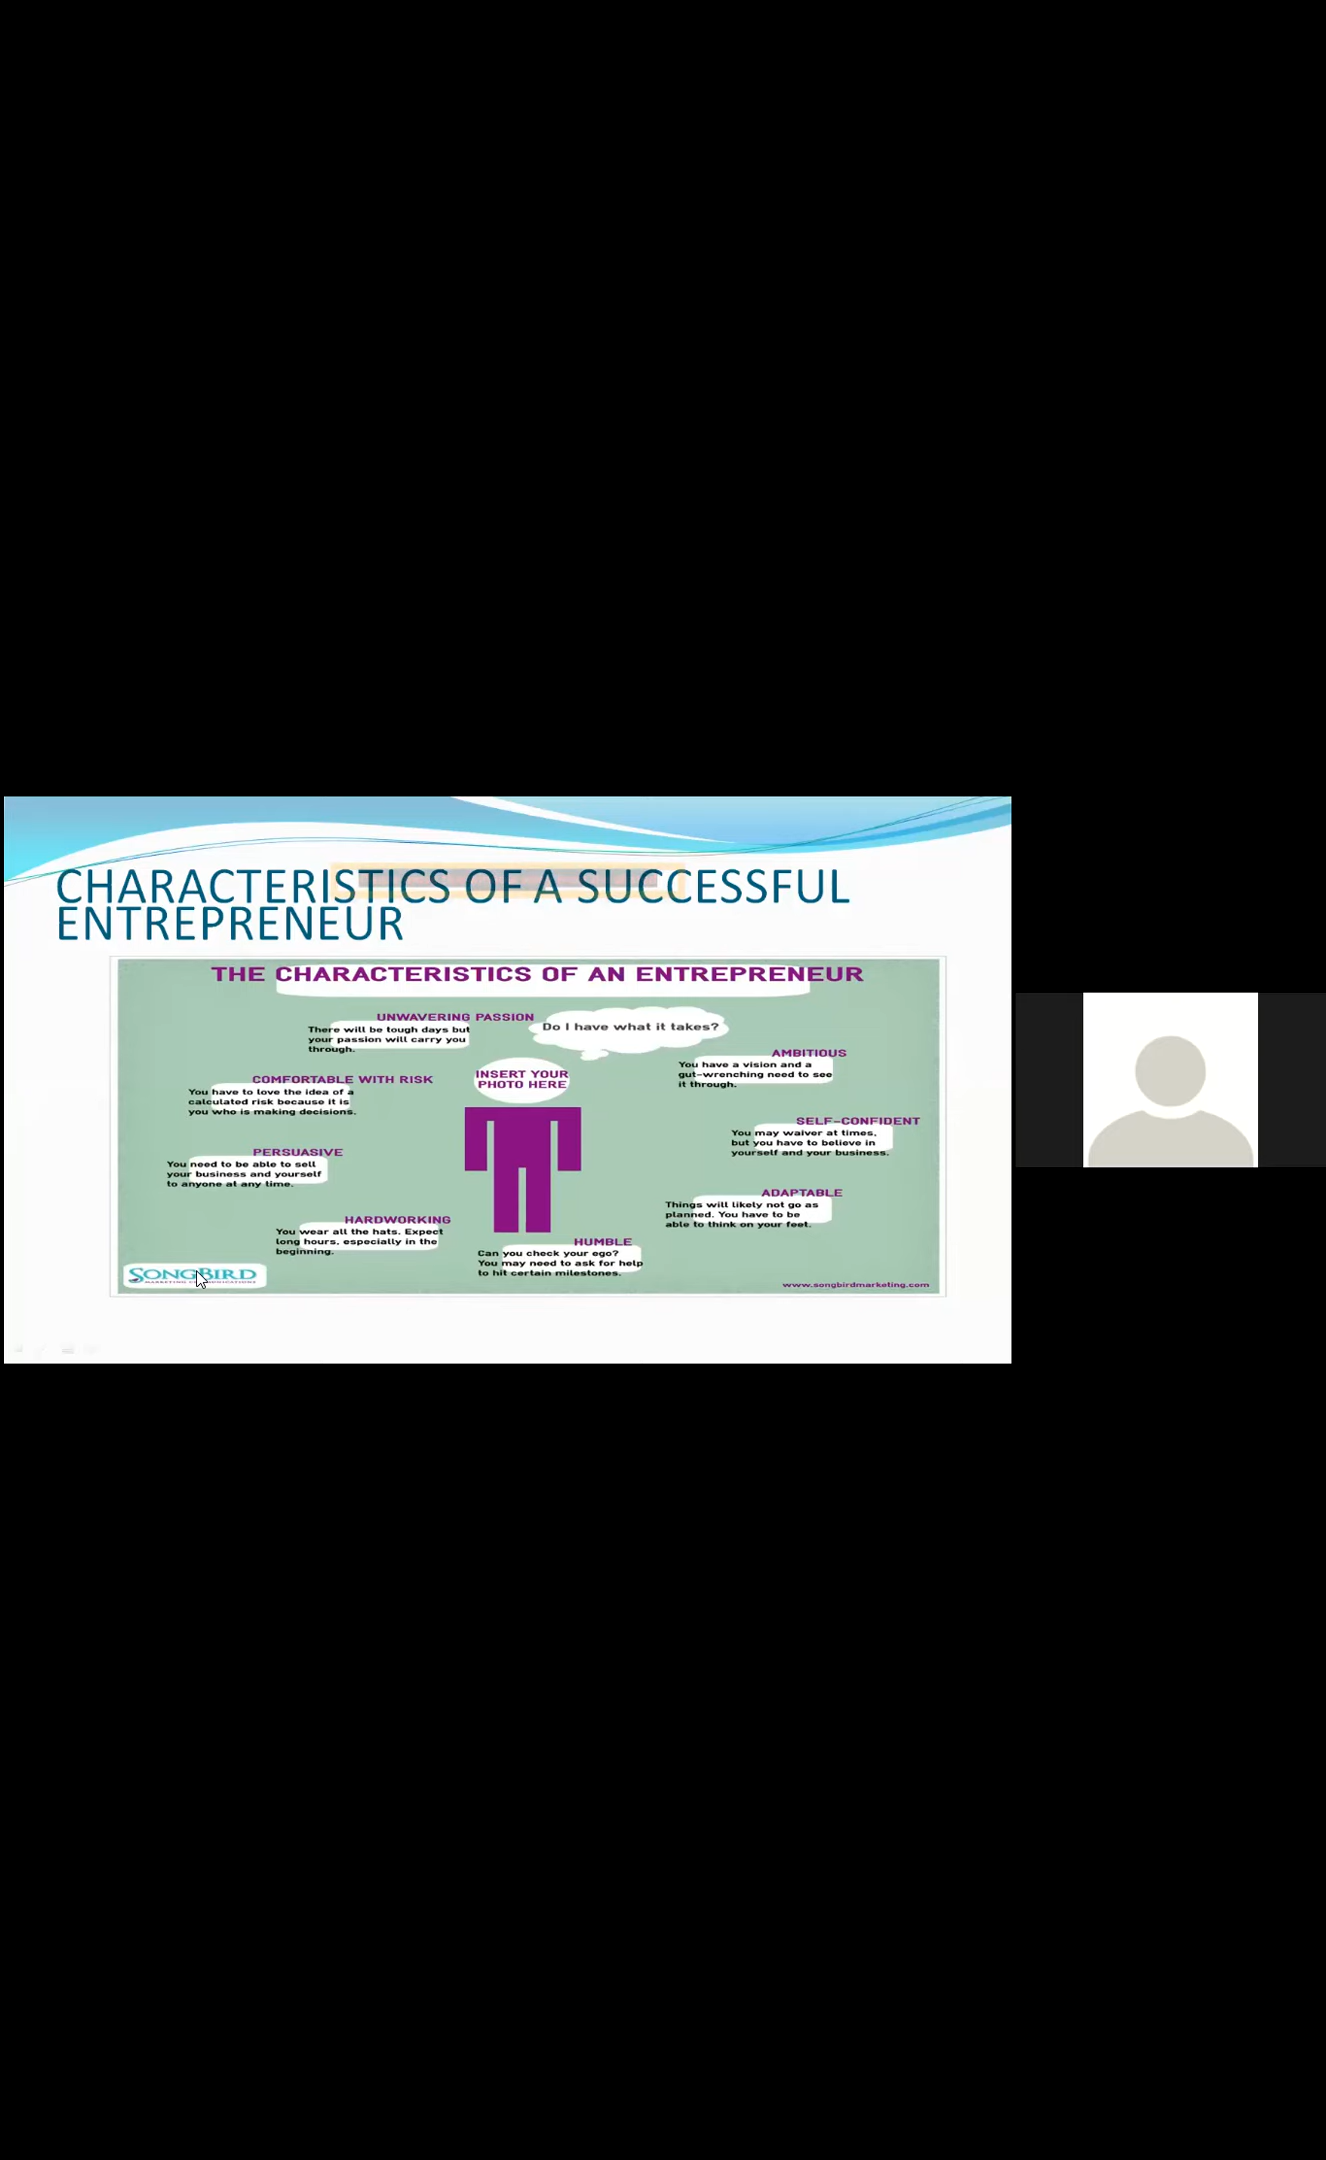 CHARACTERISTICS OF A SUCCESSFUL
ENTREPRENEUR
THE CHARACTERISTICS OF AN ENTREPRENEUR
UNWAVERING PASSION
There will be tough days but
your passion will carry you
through.
Do I have what it takes?
AMBITIOUS
You have a vision and a
gut-wrenching need to see
it through.
INSERT YOUR
PHOTO HERE
COMFORTABLE WITH RISK
You have to love the idea of a
calculated risk because it is
you who is making decisions.
SELF-CONFIDENT
You may waiver at times,
but you have to believe in
yourself and your business.
PERSUASIVE
You need to be able to sell
your business and yourself
to anyone at any time.
ADAPTABLE
Things will likely not go as
planned. You have to be
able to think on your feet.
HARDWORKING
You wear all the hats. Expect
long hours, especially in the
beginning.
HUMBLE
Can you check your ego?
You may need to ask for help
to hit certain milestones.
SONGBIRD
MARKETING COMMUNICATIONS
www.songbirdmarketing.com